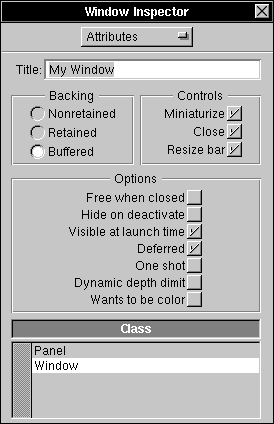 Window Inspector
Attributes
Title: My Window
Backing
Nonretained
Retained
Buffered
Controls
Miniaturize
Close
Resize bar
Options
Free when closed
Hide on deactivate
Visible at launch time
Deferred
One shot
Dynamic depth dimit
Wants to be color
Class
Panel
Window